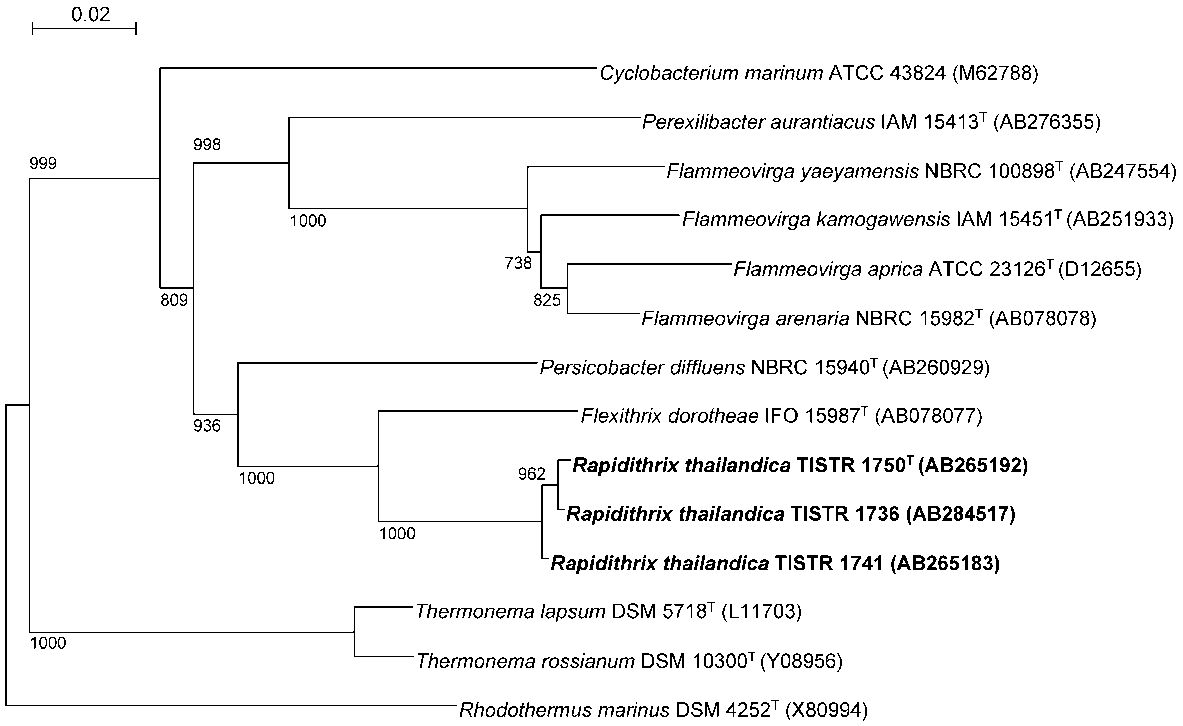 0.02
Cyclobacterium marinum ATCC 43824 (M62788)
Perexilibacter aurantiacus IAM 15413ᵀ (AB276355)
998
999
Flammeovirga yaeyamensis NBRC 100898ᵀ (AB247554)
1000
Flammeovirga kamogawensis IAM 15451ᵀ (AB251933)
738
Flammeovirga aprica ATCC 23126ᵀ (D12655)
809
825
Flammeovirga arenaria NBRC 15982ᵀ (AB078078)
Persicobacter diffluens NBRC 15940ᵀ (AB260929)
Flexithrix dorotheae IFO 15987ᵀ (AB078077)
936
Rapidithrix thailandica TISTR 1750ᵀ (AB265192)
962
1000
Rapidithrix thailandica TISTR 1736 (AB284517)
1000
Rapidithrix thailandica TISTR 1741 (AB265183)
Thermonema lapsum DSM 5718ᵀ (L11703)
1000
Thermonema rossianum DSM 10300ᵀ (Y08956)
Rhodothermus marinus DSM 4252ᵀ (X80994)